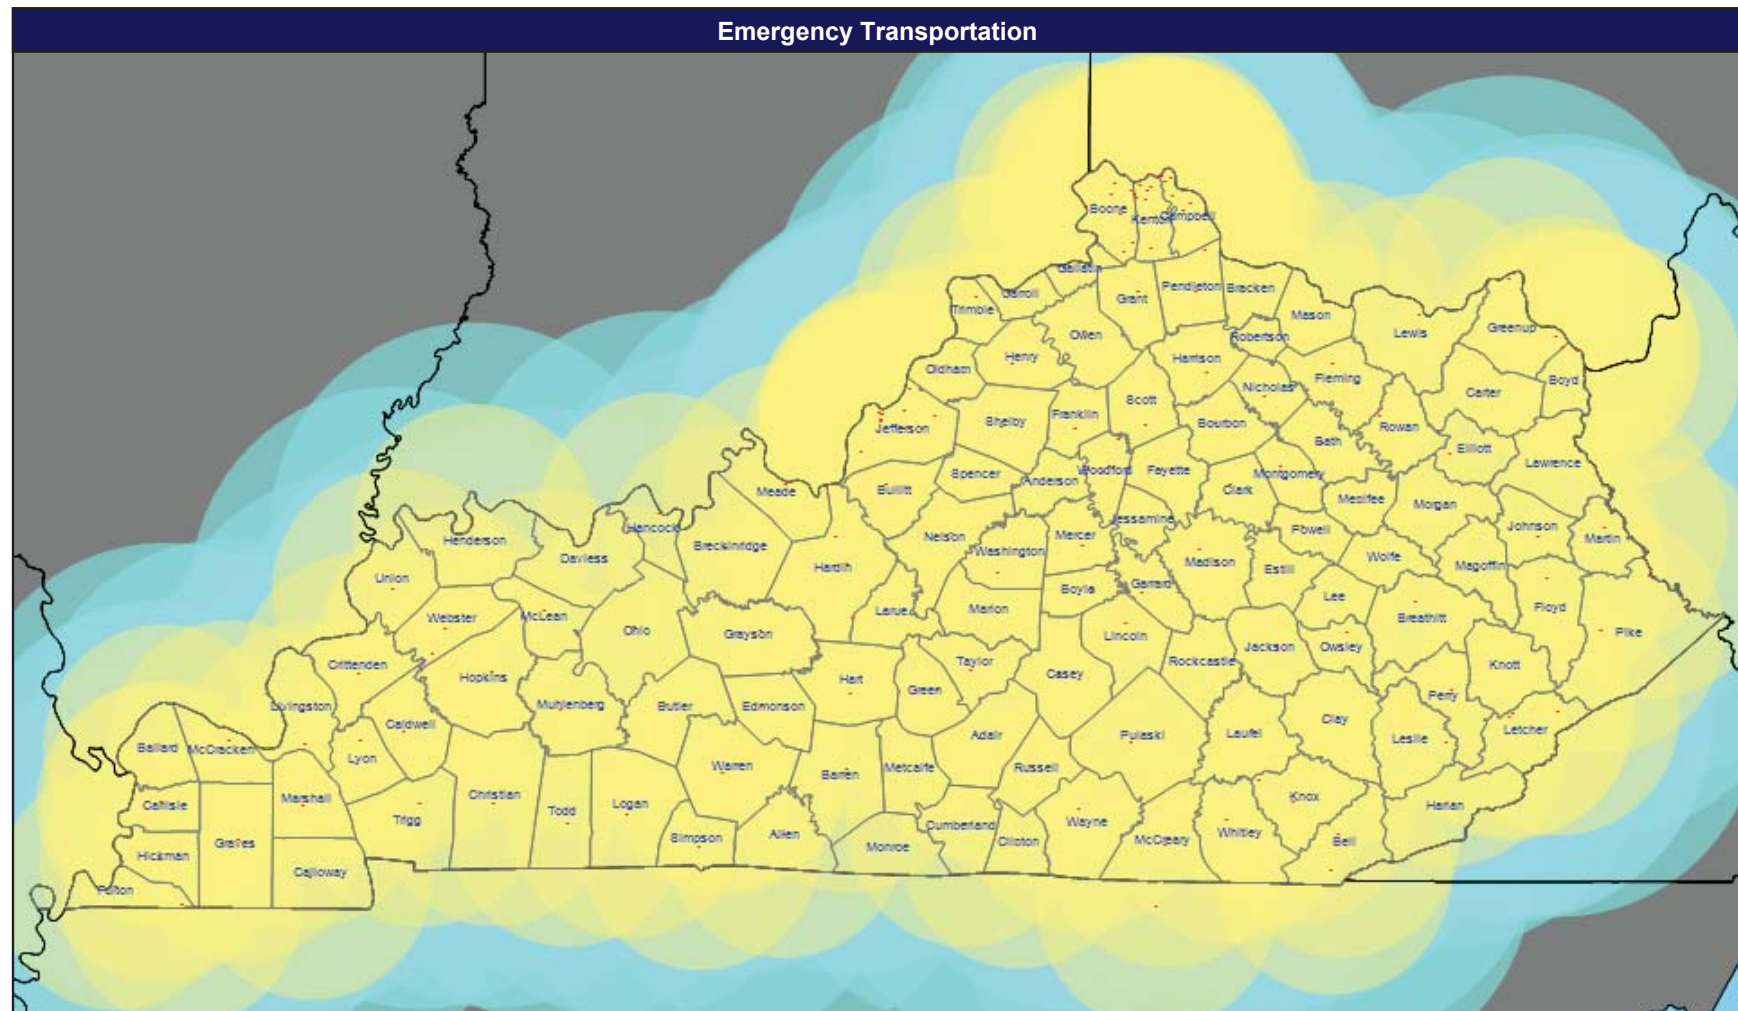 Emergency Transportation
Boone
Kenton
Campbell
Gallatin
Carroll
Trimble
Grant
Pendleton
Bracken
Mason
Lewis
Greenup
Owen
Robertson
Henry
Harrison
Oldham
Nicholas
Fleming
Carter
Boyd
Scott
Shelby
Franklin
Jefferson
Bourbon
Rowan
Bath
Elliott
Lawrence
Spencer
Anderson
Woodford
Fayette
Clark
Montgomery
Bullitt
Meade
Menifee
Morgan
Hancock
Jessamine
Johnson
Martin
Henderson
Daviess
Breckinridge
Nelson
Washington
Mercer
Powell
Wolfe
Magoffin
Madison
Estill
Union
Hardin
Boyle
Garrard
Lee
Floyd
Webster
McLean
Larue
Marion
Breathitt
Ohio
Grayson
Lincoln
Pike
Crittenden
Taylor
Rockcastle
Jackson
Owsley
Knott
Hopkins
Hart
Green
Casey
Perry
Livingston
Muhlenberg
Butler
Edmonson
Caldwell
Clay
Letcher
Ballard
McCracken
Lyon
Adair
Pulaski
Laurel
Leslie
Warren
Barren
Metcalfe
Russell
Carlisle
Marshall
Christian
Todd
Logan
Knox
Harlan
Trigg
Simpson
Allen
Cumberland
Wayne
Whitley
Graves
Hickman
Monroe
Clinton
McCreary
Bell
Calloway
Fulton